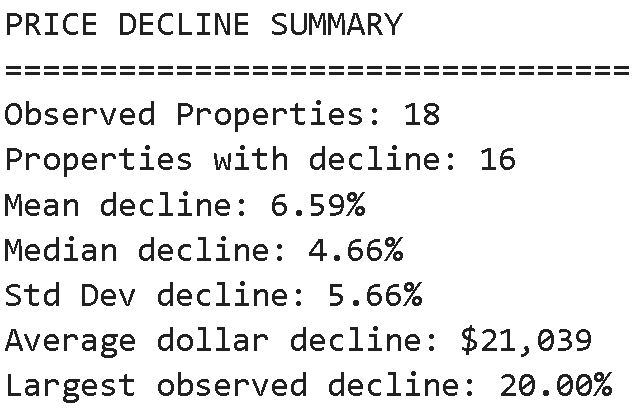 PRICE DECLINE SUMMARY
=================================
Observed Properties: 18
Properties with decline: 16
Mean decline: 6.59%
Median decline: 4.66%
Std Dev decline: 5.66%
Average dollar decline: $21,039
Largest observed decline: 20.00%